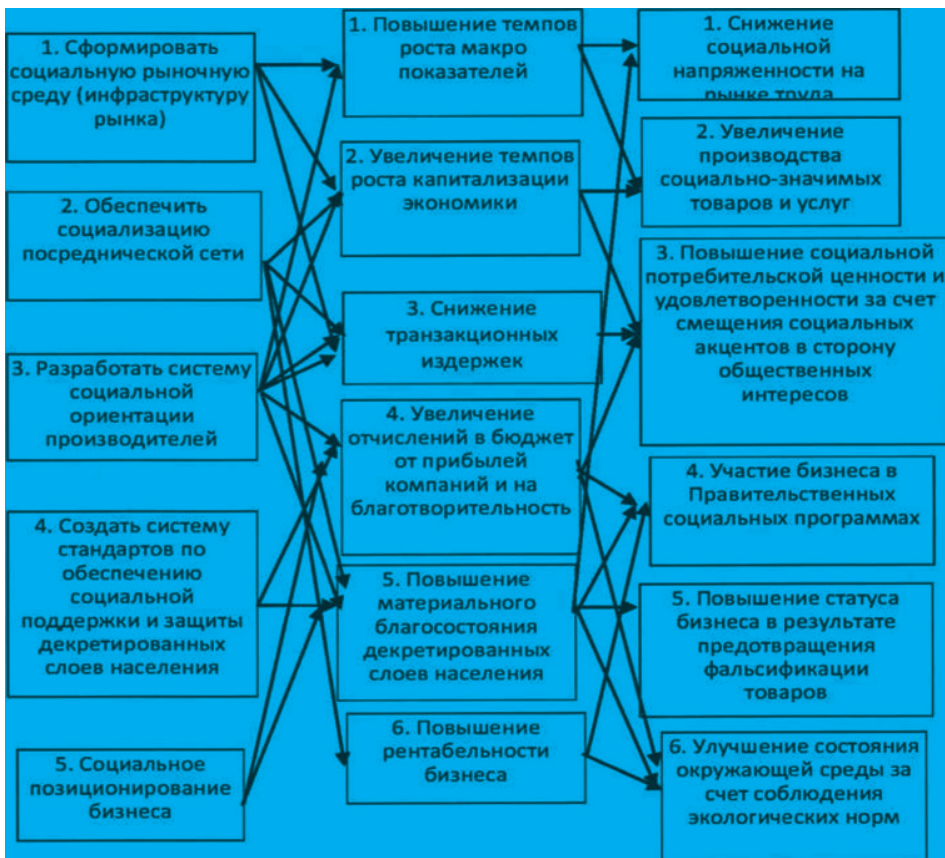 1. Сформировать
социальную рыночную
среду (инфраструктуру
рынка)
2. Обеспечить
социализацию
посреднической сети
3. Разработать систему
социальной
ориентации
производителей
4. Создать систему
стандартов по
обеспечению
социальной
поддержки и защиты
декретированных
слоев населения
5. Социальное
позиционирование
бизнеса
1. Повышение темпов
роста макро
показателей
2. Увеличение темпов
роста капитализации
экономики
3. Снижение
транзакционных
издержек
4. Увеличение
отчислений в бюджет
от прибылей
компаний и на
благотворительность
5. Повышение
материального
благосостояния
декретированных
слоев населения
6. Повышение
рентабельности
бизнеса
1. Снижение
социальной
напряженности на
рынке труда
2. Увеличение
производства
социально-значимых
товаров и услуг
3. Повышение социальной
потребительской ценности и
удовлетворенности за счет
смещения социальных
акцентов в сторону
общественных
интересов
4. Участие бизнеса в
Правительственных
социальных программах
5. Повышение статуса
бизнеса в результате
предотвращения
фальсификации
товаров
6. Улучшение состояния
окружающей среды за
счет соблюдения
экологических норм